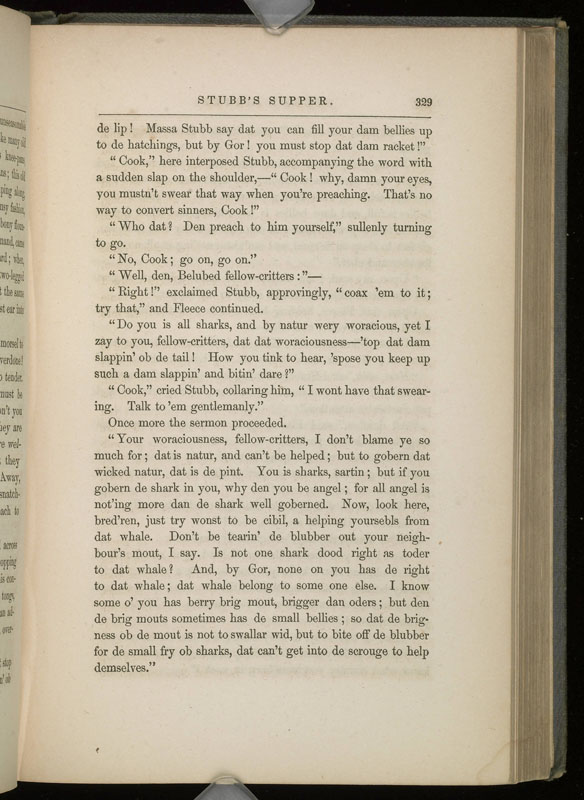 STUBB'S SUPPER. 329
de lip! Massa Stubb say dat you can fill your dam bellies up
to de hatchings, but by Gor! you must stop dat dam racket!"
"Cook," here interposed Stubb, accompanying the word with
a sudden slap on the shoulder,—"Cook! why, damn your eyes,
you mustn't swear that way when you're preaching. That's no
way to convert sinners, Cook!"
"Who dat? Den preach to him yourself," sullenly turning
to go.
"No, Cook; go on, go on."
"Well, den, Belubed fellow-critters:"—
"Right!" exclaimed Stubb, approvingly, "coax 'em to it;
try that," and Fleece continued.
"Do you is all sharks, and by natur wery woracious, yet I
zay to you, fellow-critters, dat dat woraciousness—'top dat dam
slappin' ob de tail! How you tink to hear, 'spose you keep up
such a dam slappin' and bitin' dare?"
"Cook," cried Stubb, collaring him, "I wont have that swear-
ing. Talk to 'em gentlemanly."
Once more the sermon proceeded.
"Your woraciousness, fellow-critters, I don't blame ye so
much for; dat is natur, and can't be helped; but to gobern dat
wicked natur, dat is de pint. You is sharks, sartin; but if you
gobern de shark in you, why den you be angel; for all angel is
not'ing more dan de shark well goberned. Now, look here,
bred'ren, just try wonst to be cibil, a helping yoursebls from
dat whale. Don't be tearin' de blubber out your neigh-
bour's mout, I say. Is not one shark dood right as toder
to dat whale? And, by Gor, none on you has de right
to dat whale; dat whale belong to some one else. I know
some o' you has berry brig mout, brigger dan oders; but den
de brig mouts sometimes has de small bellies; so dat de brig-
ness ob de mout is not to swallar wid, but to bite off de blubber
for de small fry ob sharks, dat can't get into de scrouge to help
demselves."